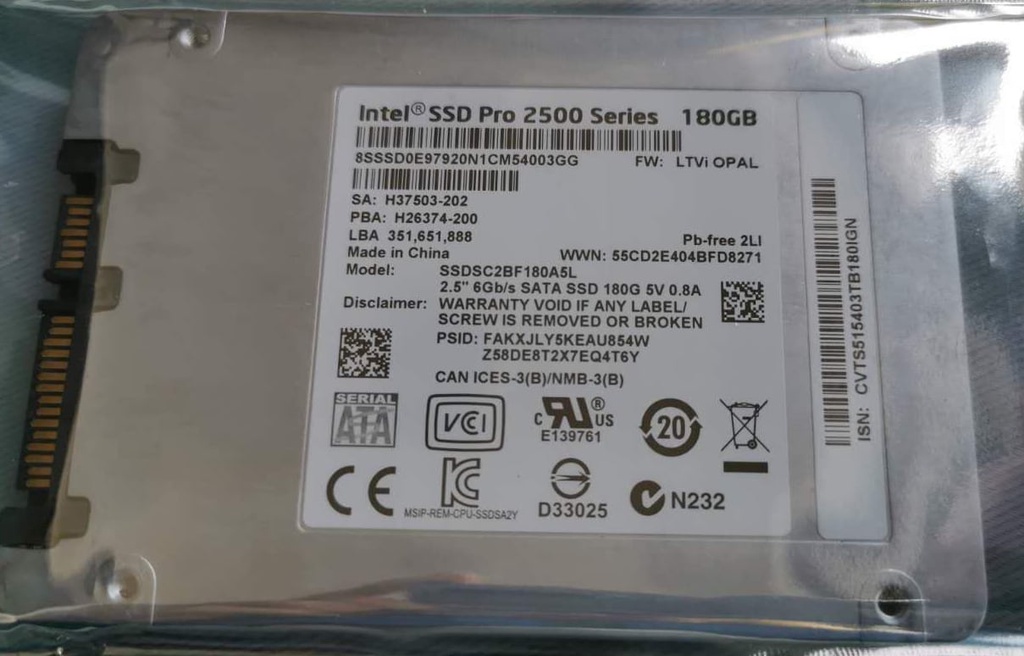 Intel® SSD Pro 2500 Series 180GB
8SSSD0E97920N1CM54003GG FW: LTVi OPAL
SA: H37503-202
PBA: H26374-200
LBA 351,651,888 Pb-free 2LI
Made in China WWN: 55CD2E404BFD8271
Model: SSDSC2BF180A5L
2.5" 6Gb/s SATA SSD 180G 5V 0.8A
Disclaimer: WARRANTY VOID IF ANY LABEL/
SCREW IS REMOVED OR BROKEN
PSID: FAKXJLY5KEAU854W
Z58DE8T2X7EQ4T6Y
CAN ICES-3(B)/NMB-3(B)
SERIAL
ATA
VCI
c RU® US
E139761
20
CE
KC
MSIP-REM-CPU-SSDSA2Y
D33025
N232
ISN: CVTS515403TB180IGN